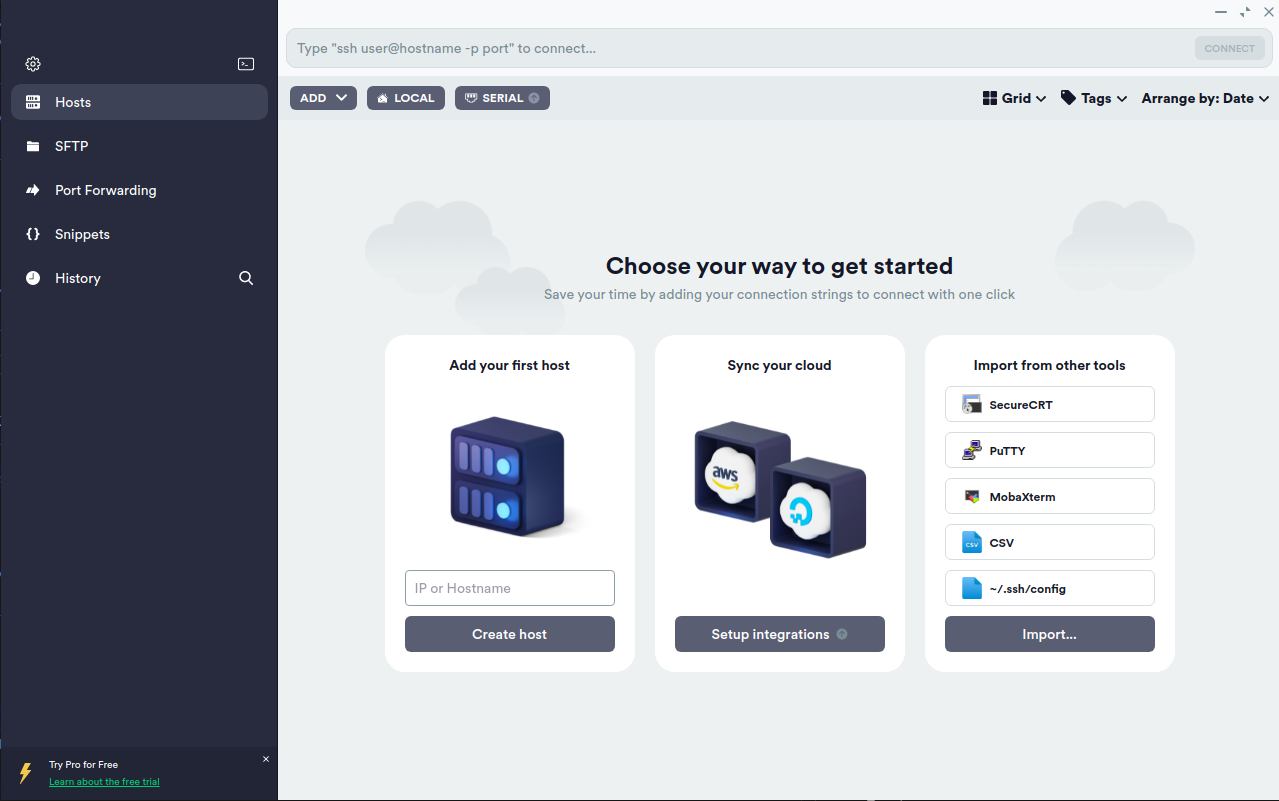 Type "ssh user@hostname -p port" to connect...
CONNECT
Hosts
SFTP
Port Forwarding
Snippets
History
ADD
LOCAL
SERIAL
Grid
Tags
Arrange by: Date
Choose your way to get started
Save your time by adding your connection strings to connect with one click
Add your first host
IP or Hostname
Create host
Sync your cloud
aws
Setup integrations
Import from other tools
SecureCRT
PuTTY
MobaXterm
CSV
CSV
~/.ssh/config
Import...
Try Pro for Free
Learn about the free trial